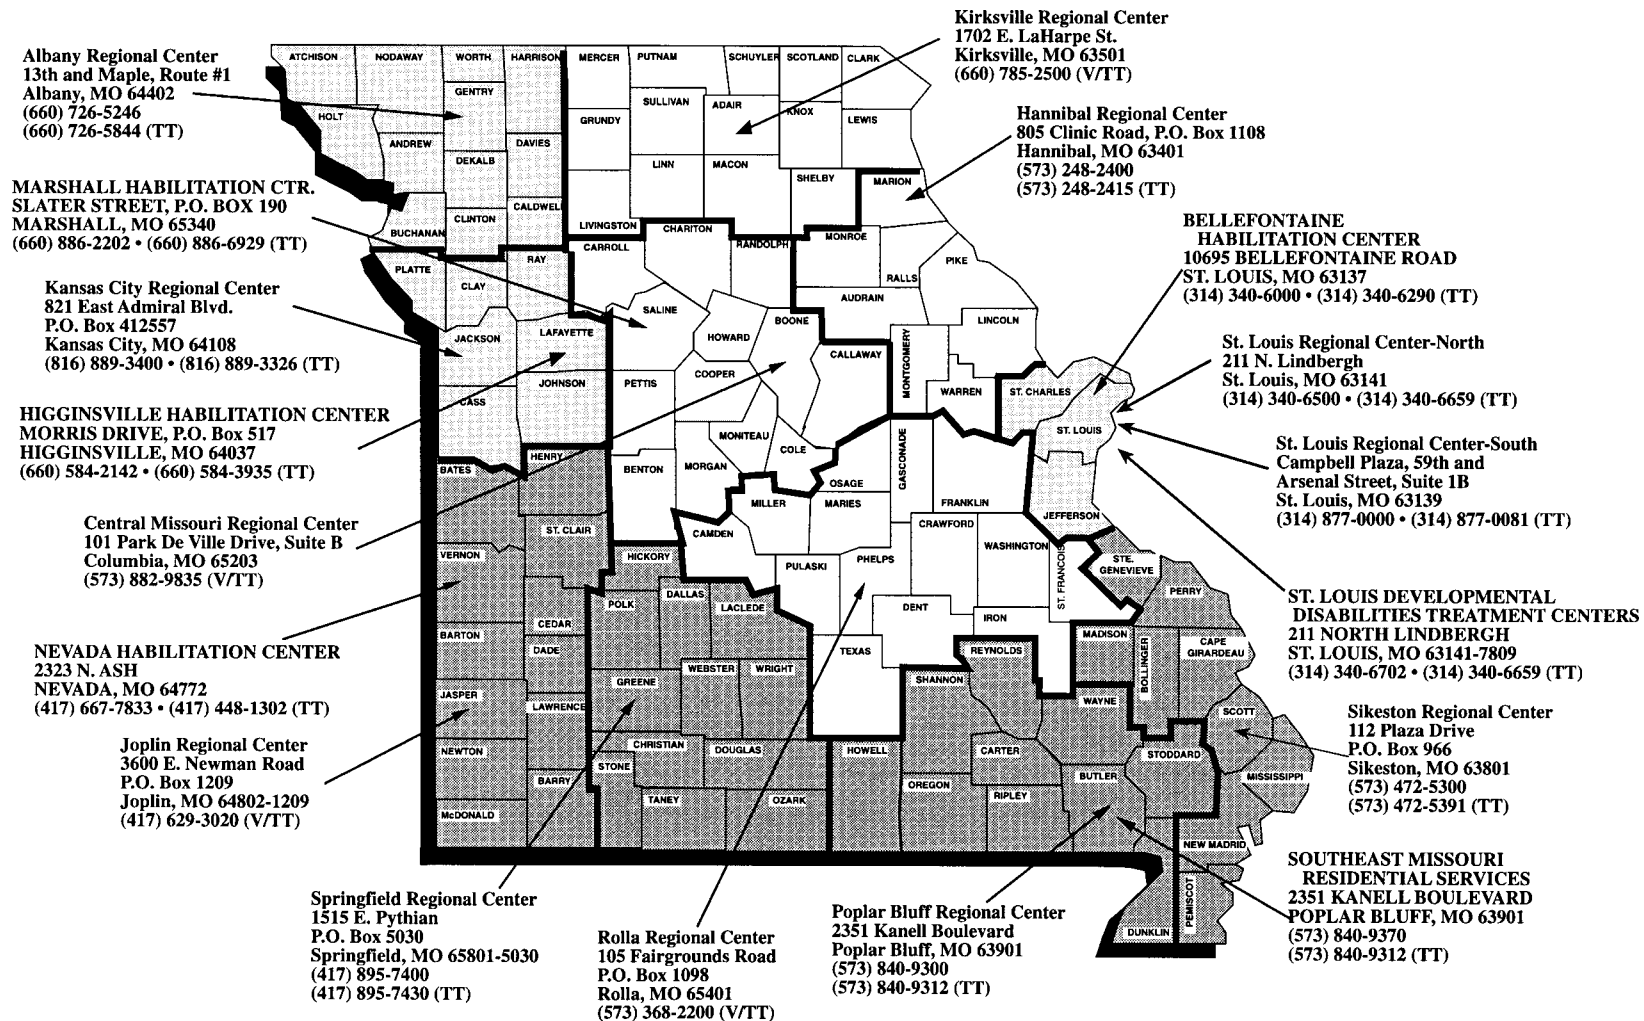 Kirksville Regional Center
1702 E. LaHarpe St.
Kirksville, MO 63501
(660) 785-2500 (V/TT)
Albany Regional Center
13th and Maple, Route #1
Albany, MO 64402
(660) 726-5246
(660) 726-5844 (TT)
Hannibal Regional Center
805 Clinic Road, P.O. Box 1108
Hannibal, MO 63401
(573) 248-2400
(573) 248-2415 (TT)
MARSHALL HABILITATION CTR.
SLATER STREET, P.O. BOX 190
MARSHALL, MO 65340
(660) 886-2202 • (660) 886-6929 (TT)
BELLEFONTAINE
HABILITATION CENTER
10695 BELLEFONTAINE ROAD
ST. LOUIS, MO 63137
(314) 340-6000 • (314) 340-6290 (TT)
Kansas City Regional Center
821 East Admiral Blvd.
P.O. Box 412557
Kansas City, MO 64108
(816) 889-3400 • (816) 889-3326 (TT)
St. Louis Regional Center-North
211 N. Lindbergh
St. Louis, MO 63141
(314) 340-6500 • (314) 340-6659 (TT)
HIGGINSVILLE HABILITATION CENTER
MORRIS DRIVE, P.O. Box 517
HIGGINSVILLE, MO 64037
(660) 584-2142 • (660) 584-3935 (TT)
St. Louis Regional Center-South
Campbell Plaza, 59th and
Arsenal Street, Suite 1B
St. Louis, MO 63139
(314) 877-0000 • (314) 877-0081 (TT)
Central Missouri Regional Center
101 Park De Ville Drive, Suite B
Columbia, MO 65203
(573) 882-9835 (V/TT)
ST. LOUIS DEVELOPMENTAL
DISABILITIES TREATMENT CENTERS
211 NORTH LINDBERGH
ST. LOUIS, MO 63141-7809
(314) 340-6702 • (314) 340-6659 (TT)
NEVADA HABILITATION CENTER
2323 N. ASH
NEVADA, MO 64772
(417) 667-7833 • (417) 448-1302 (TT)
Sikeston Regional Center
112 Plaza Drive
P.O. Box 966
Sikeston, MO 63801
(573) 472-5300
(573) 472-5391 (TT)
Joplin Regional Center
3600 E. Newman Road
P.O. Box 1209
Joplin, MO 64802-1209
(417) 629-3020 (V/TT)
SOUTHEAST MISSOURI
RESIDENTIAL SERVICES
2351 KANELL BOULEVARD
POPLAR BLUFF, MO 63901
(573) 840-9370
(573) 840-9312 (TT)
Springfield Regional Center
1515 E. Pythian
P.O. Box 5030
Springfield, MO 65801-5030
(417) 895-7400
(417) 895-7430 (TT)
Rolla Regional Center
105 Fairgrounds Road
P.O. Box 1098
Rolla, MO 65401
(573) 368-2200 (V/TT)
Poplar Bluff Regional Center
2351 Kanell Boulevard
Poplar Bluff, MO 63901
(573) 840-9300
(573) 840-9312 (TT)
ATCHISON
NODAWAY
WORTH
HARRISON
MERCER
PUTNAM
SCHUYLER
SCOTLAND
CLARK
GENTRY
SULLIVAN
ADAIR
KNOX
LEWIS
HOLT
GRUNDY
ANDREW
DAVIES
DEKALB
LINN
MACON
SHELBY
MARION
CALDWEL
CLINTON
BUCHANAN
LIVINGSTON
CHARITON
RANDOLPH
MONROE
CARROLL
RAY
PLATTE
CLAY
RALLS
PIKE
AUDRAIN
SALINE
HOWARD
BOONE
LINCOLN
JACKSON
LAFAYETTE
CALLAWAY
MONTGOMERY
WARREN
ST. CHARLES
COOPER
JOHNSON
PETTIS
CASS
ST. LOUIS
MONITEAU
COLE
HENRY
BATES
BENTON
MORGAN
OSAGE
GASCONADE
FRANKLIN
MILLER
MARIES
JEFFERSON
CRAWFORD
ST. CLAIR
CAMDEN
WASHINGTON
ST. FRANCOIS
STE.
GENEVIEVE
VERNON
HICKORY
PULASKI
PHELPS
DALLAS
LACLEDE
POLK
DENT
IRON
PERRY
CEDAR
BARTON
DADE
MADISON
BOLLINGER
CAPE
GIRARDEAU
TEXAS
REYNOLDS
WEBSTER
WRIGHT
GREENE
SHANNON
JASPER
LAWRENCE
WAYNE
SCOTT
NEWTON
CHRISTIAN
DOUGLAS
HOWELL
CARTER
STODDARD
STONE
BARRY
OREGON
BUTLER
MISSISSIPPI
RIPLEY
TANEY
OZARK
McDONALD
NEW MADRID
PEMISCOT
DUNKLIN